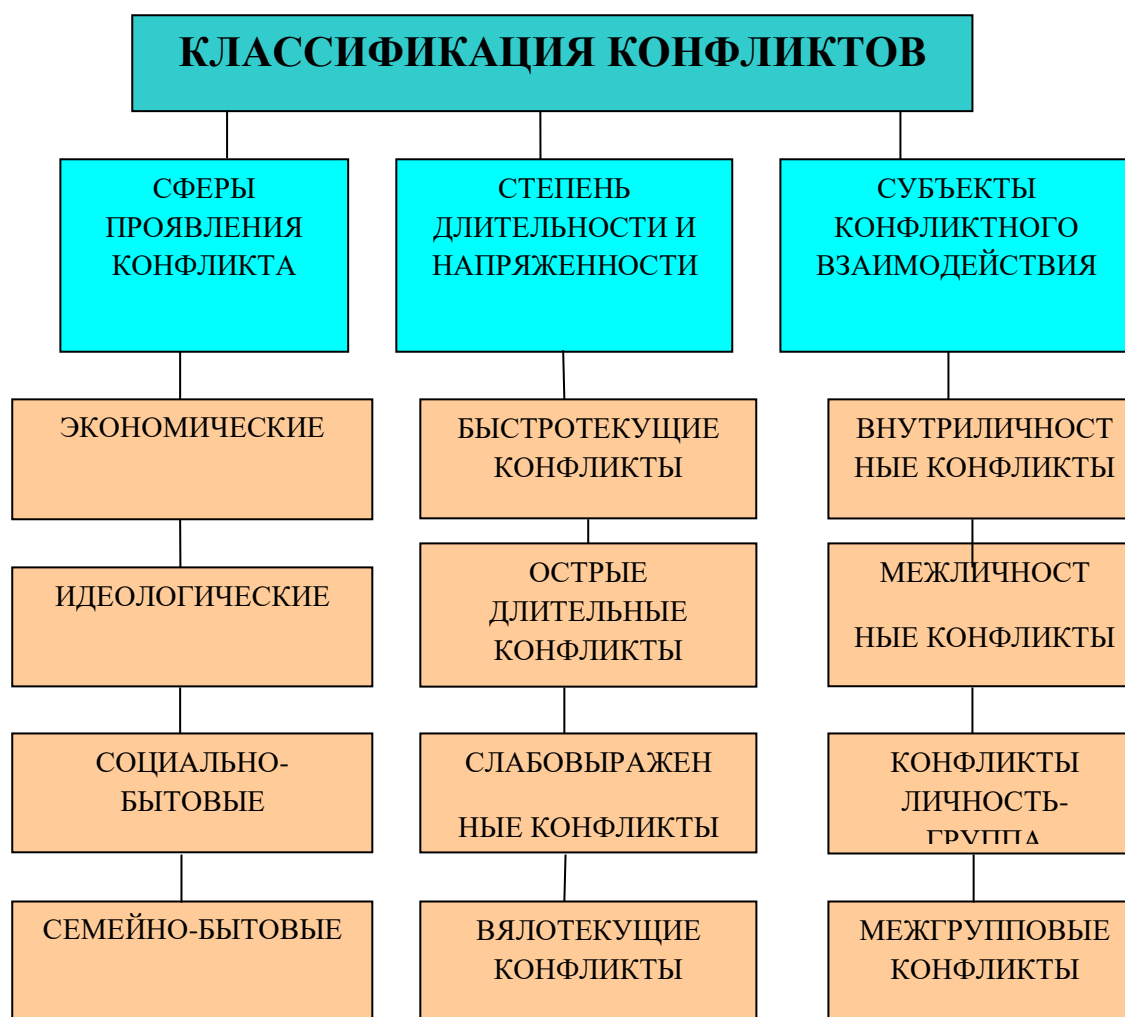 КЛАССИФИКАЦИЯ КОНФЛИКТОВ
СФЕРЫ
ПРОЯВЛЕНИЯ
КОНФЛИКТА
СТЕПЕНЬ
ДЛИТЕЛЬНОСТИ И
НАПРЯЖЕННОСТИ
СУБЪЕКТЫ
КОНФЛИКТНОГО
ВЗАИМОДЕЙСТВИЯ
ЭКОНОМИЧЕСКИЕ
ИДЕОЛОГИЧЕСКИЕ
СОЦИАЛЬНО-
БЫТОВЫЕ
СЕМЕЙНО-БЫТОВЫЕ
БЫСТРОТЕКУЩИЕ
КОНФЛИКТЫ
ОСТРЫЕ
ДЛИТЕЛЬНЫЕ
КОНФЛИКТЫ
СЛАБОВЫРАЖЕН
НЫЕ КОНФЛИКТЫ
ВЯЛОТЕКУЩИЕ
КОНФЛИКТЫ
ВНУТРИЛИЧНОСТ
НЫЕ КОНФЛИКТЫ
МЕЖЛИЧНОСТ
НЫЕ КОНФЛИКТЫ
КОНФЛИКТЫ
ЛИЧНОСТЬ-
ГРУППА
МЕЖГРУППОВЫЕ
КОНФЛИКТЫ